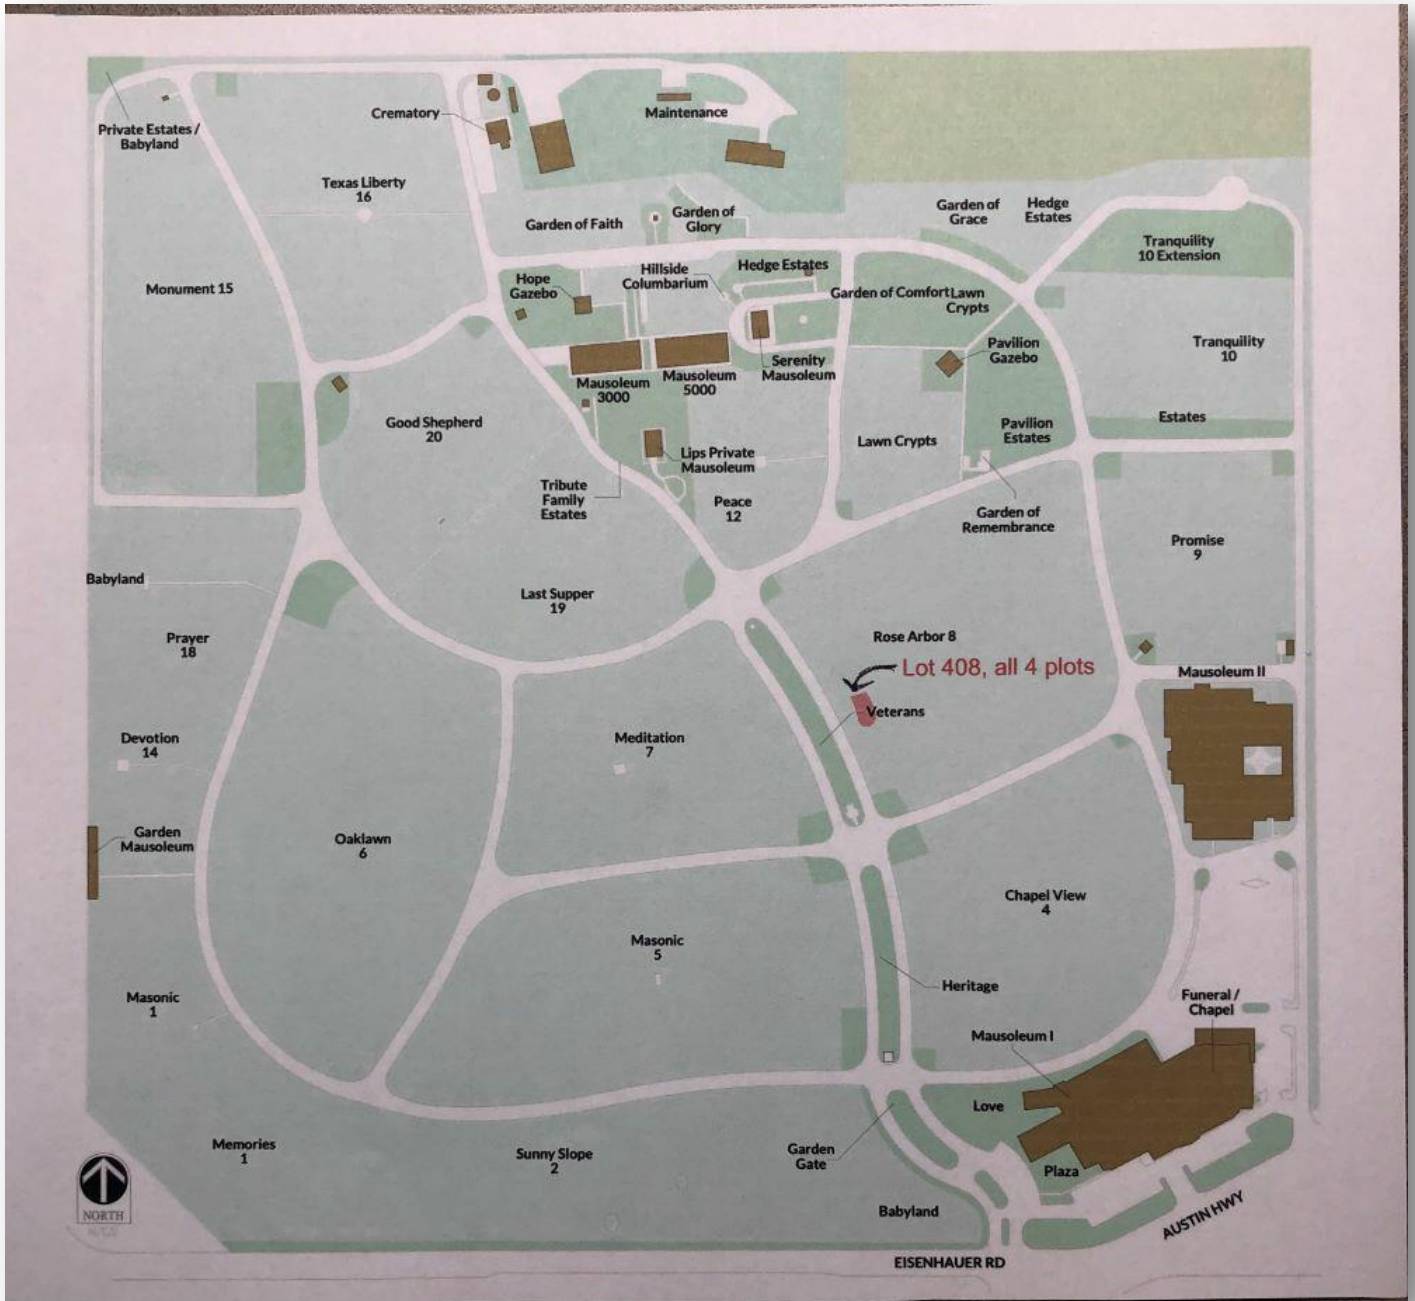 Private Estates /
Babyland
Crematory
Maintenance
Texas Liberty
16
Garden of Faith
Garden of
Glory
Garden of
Grace
Hedge
Estates
Tranquility
10 Extension
Monument 15
Hope
Gazebo
Hillside
Columbarium
Hedge Estates
Garden of Comfort
Lawn
Crypts
Tranquility
10
Pavilion
Gazebo
Serenity
Mausoleum
Mausoleum
3000
Mausoleum
5000
Good Shepherd
20
Lawn Crypts
Pavilion
Estates
Estates
Lips Private
Mausoleum
Tribute
Family
Estates
Peace
12
Garden of
Remembrance
Promise
9
Babyland
Last Supper
19
Prayer
18
Rose Arbor 8
Lot 408, all 4 plots
Mausoleum II
Veterans
Devotion
14
Meditation
7
Garden
Mausoleum
Oaklawn
6
Chapel View
4
Masonic
5
Masonic
1
Heritage
Funeral /
Chapel
Mausoleum I
Love
Memories
1
Sunny Slope
2
Garden
Gate
Plaza
Babyland
NORTH
AUSTIN HWY
EISENHAUER RD